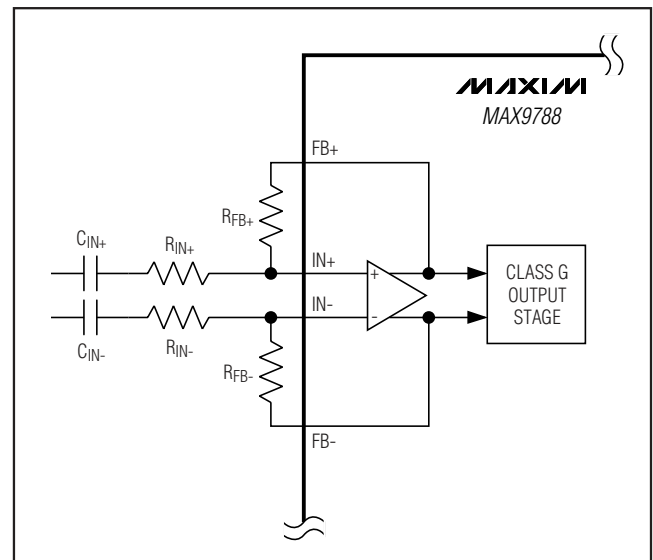 MAXIM
MAX9788
FB+
RFB+
CIN+
RIN+
IN+
+
CLASS G
OUTPUT
STAGE
IN-
-
CIN-
RIN-
RFB-
FB-